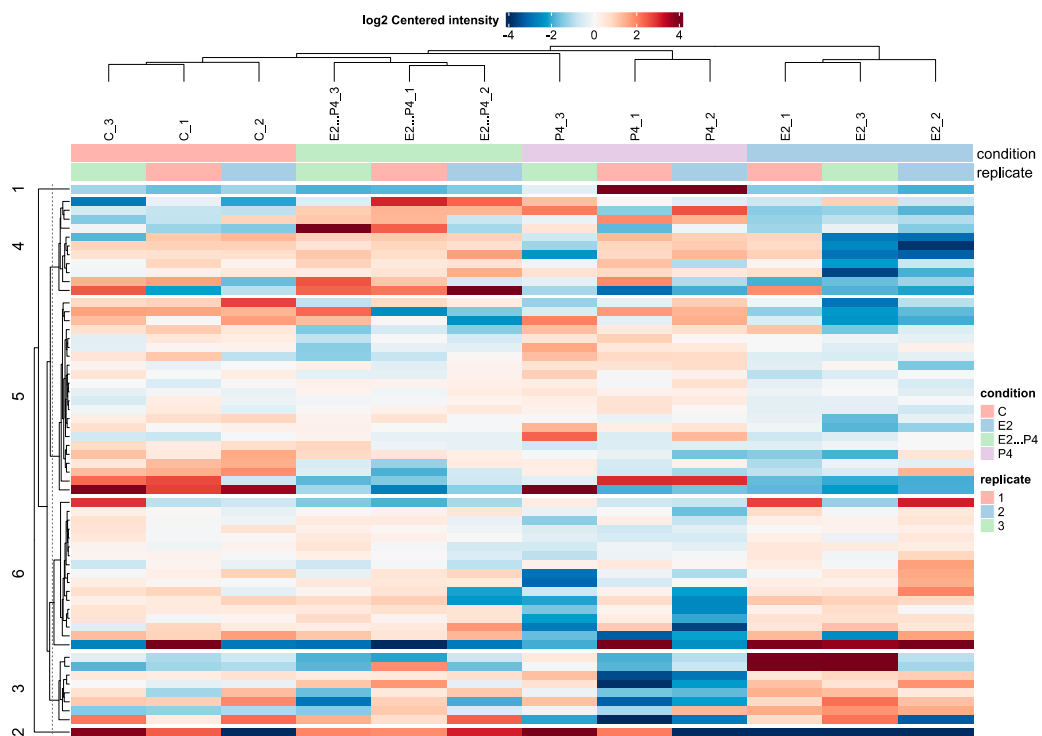 log2 Centered intensity
-4 -2 0 2 4
C_3 C_1 C_2 E2...P4_3 E2...P4_1 E2...P4_2 P4_3 P4_1 P4_2 E2_1 E2_3 E2_2
condition
replicate
1
4
5
6
3
2
condition
C
E2
E2...P4
P4
replicate
1
2
3